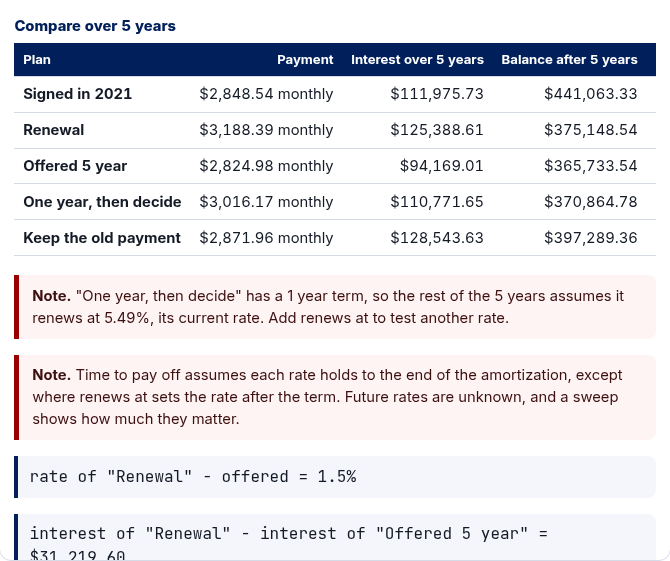 Compare over 5 years
Plan Payment Interest over 5 years Balance after 5 years
Signed in 2021 $2,848.54 monthly $111,975.73 $441,063.33
Renewal $3,188.39 monthly $125,388.61 $375,148.54
Offered 5 year $2,824.98 monthly $94,169.01 $365,733.54
One year, then decide $3,016.17 monthly $110,771.65 $370,864.78
Keep the old payment $2,871.96 monthly $128,543.63 $397,289.36
Note. "One year, then decide" has a 1 year term, so the rest of the 5 years assumes it
renews at 5.49%, its current rate. Add renews at to test another rate.
Note. Time to pay off assumes each rate holds to the end of the amortization, except
where renews at sets the rate after the term. Future rates are unknown, and a sweep
shows how much they matter.
rate of "Renewal" - offered = 1.5%
interest of "Renewal" - interest of "Offered 5 year" =
$31,219.60